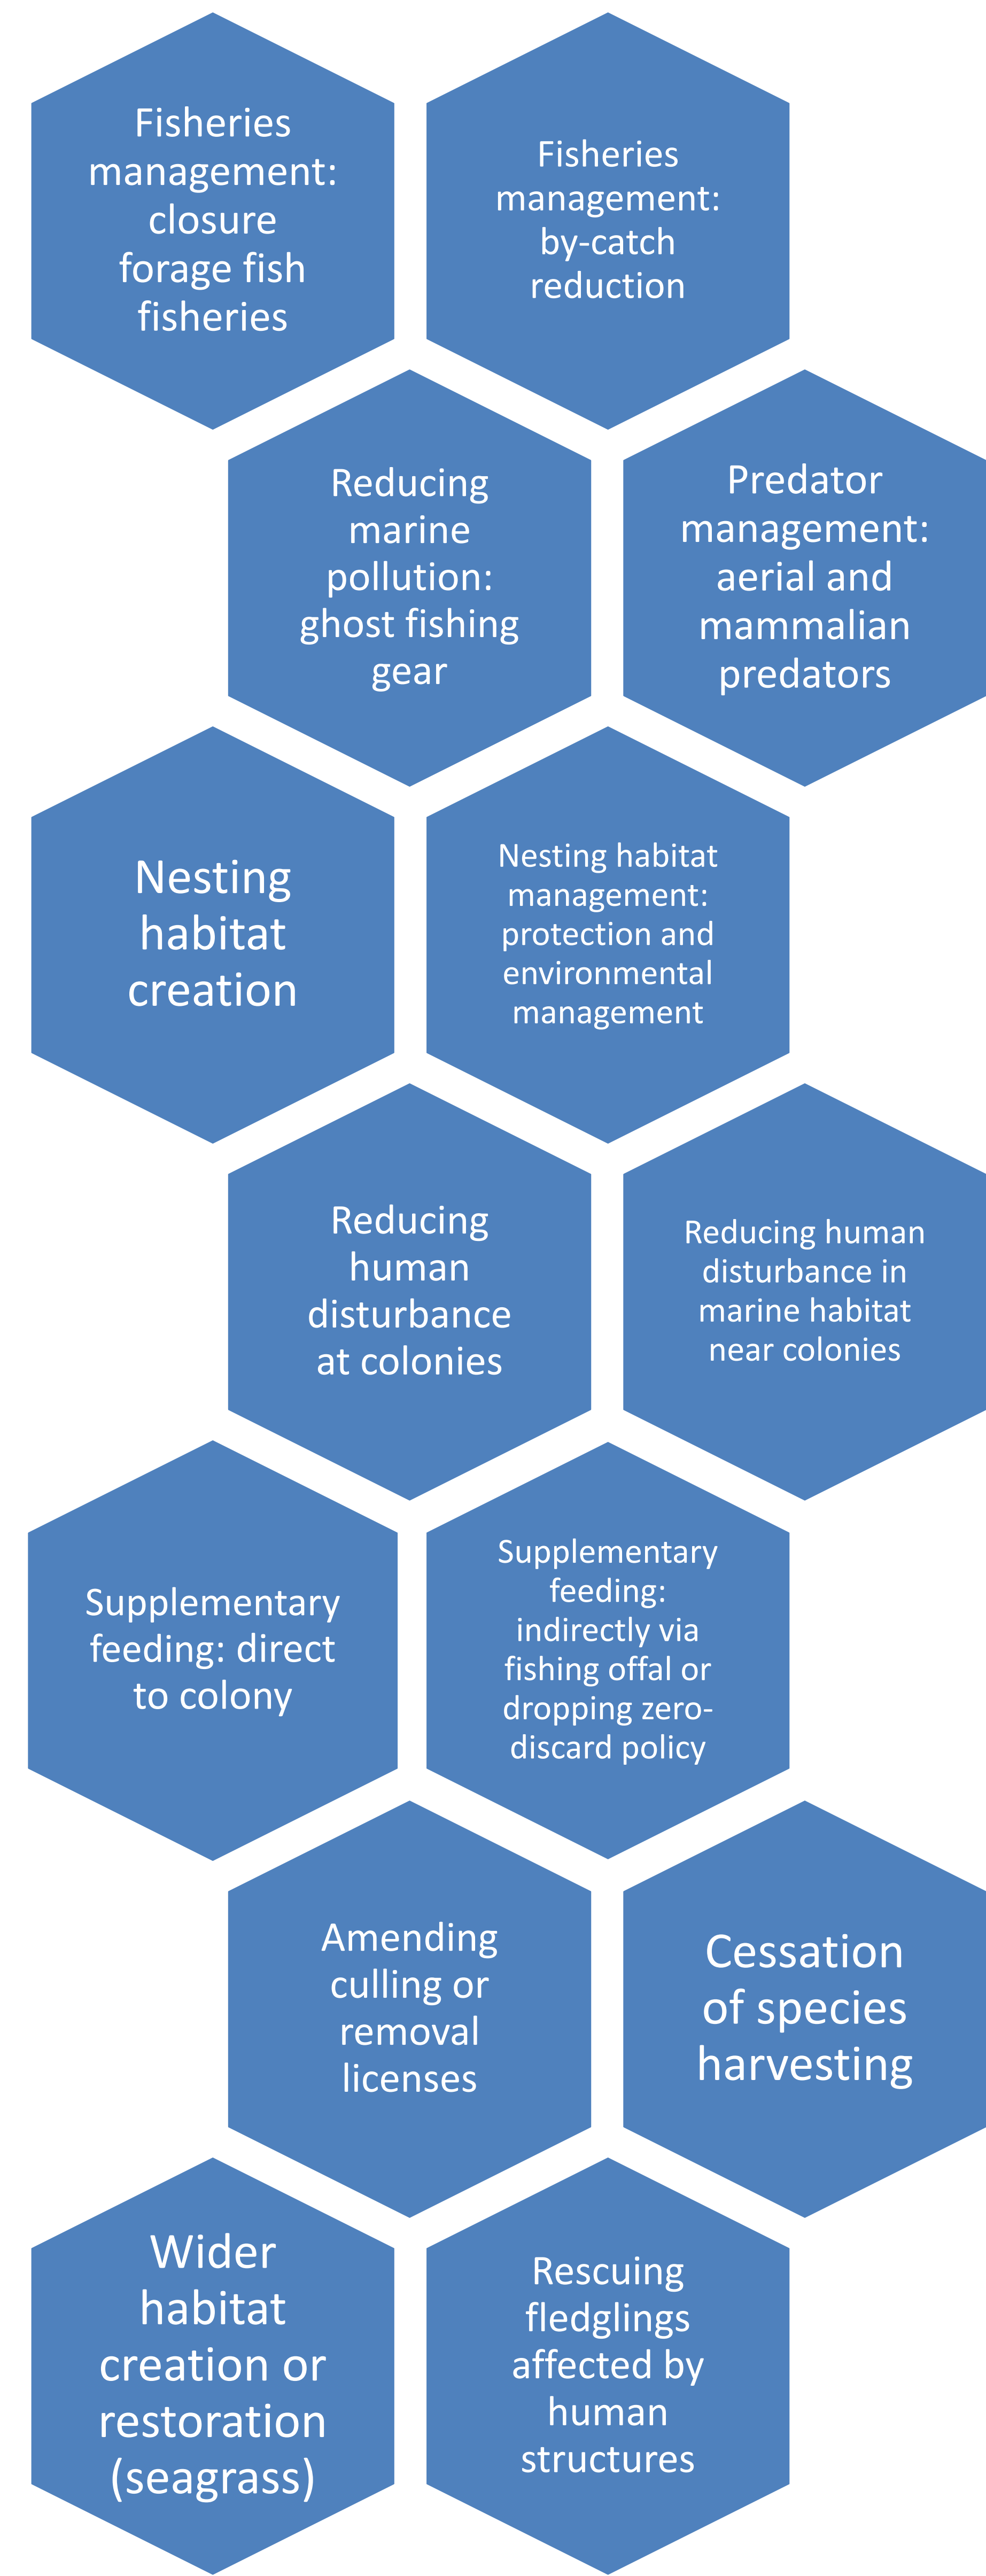 Fisheries
management:
closure
forage fish
fisheries
Fisheries
management:
by-catch
reduction
Reducing
marine
pollution:
ghost fishing
gear
Predator
management:
aerial and
mammalian
predators
Nesting
habitat
creation
Nesting habitat
management:
protection and
environmental
management
Reducing
human
disturbance
at colonies
Reducing human
disturbance in
marine habitat
near colonies
Supplementary
feeding: direct
to colony
Supplementary
feeding:
indirectly via
fishing offal or
dropping zero-
discard policy
Amending
culling or
removal
licenses
Cessation
of species
harvesting
Wider
habitat
creation or
restoration
(seagrass)
Rescuing
fledglings
affected by
human
structures